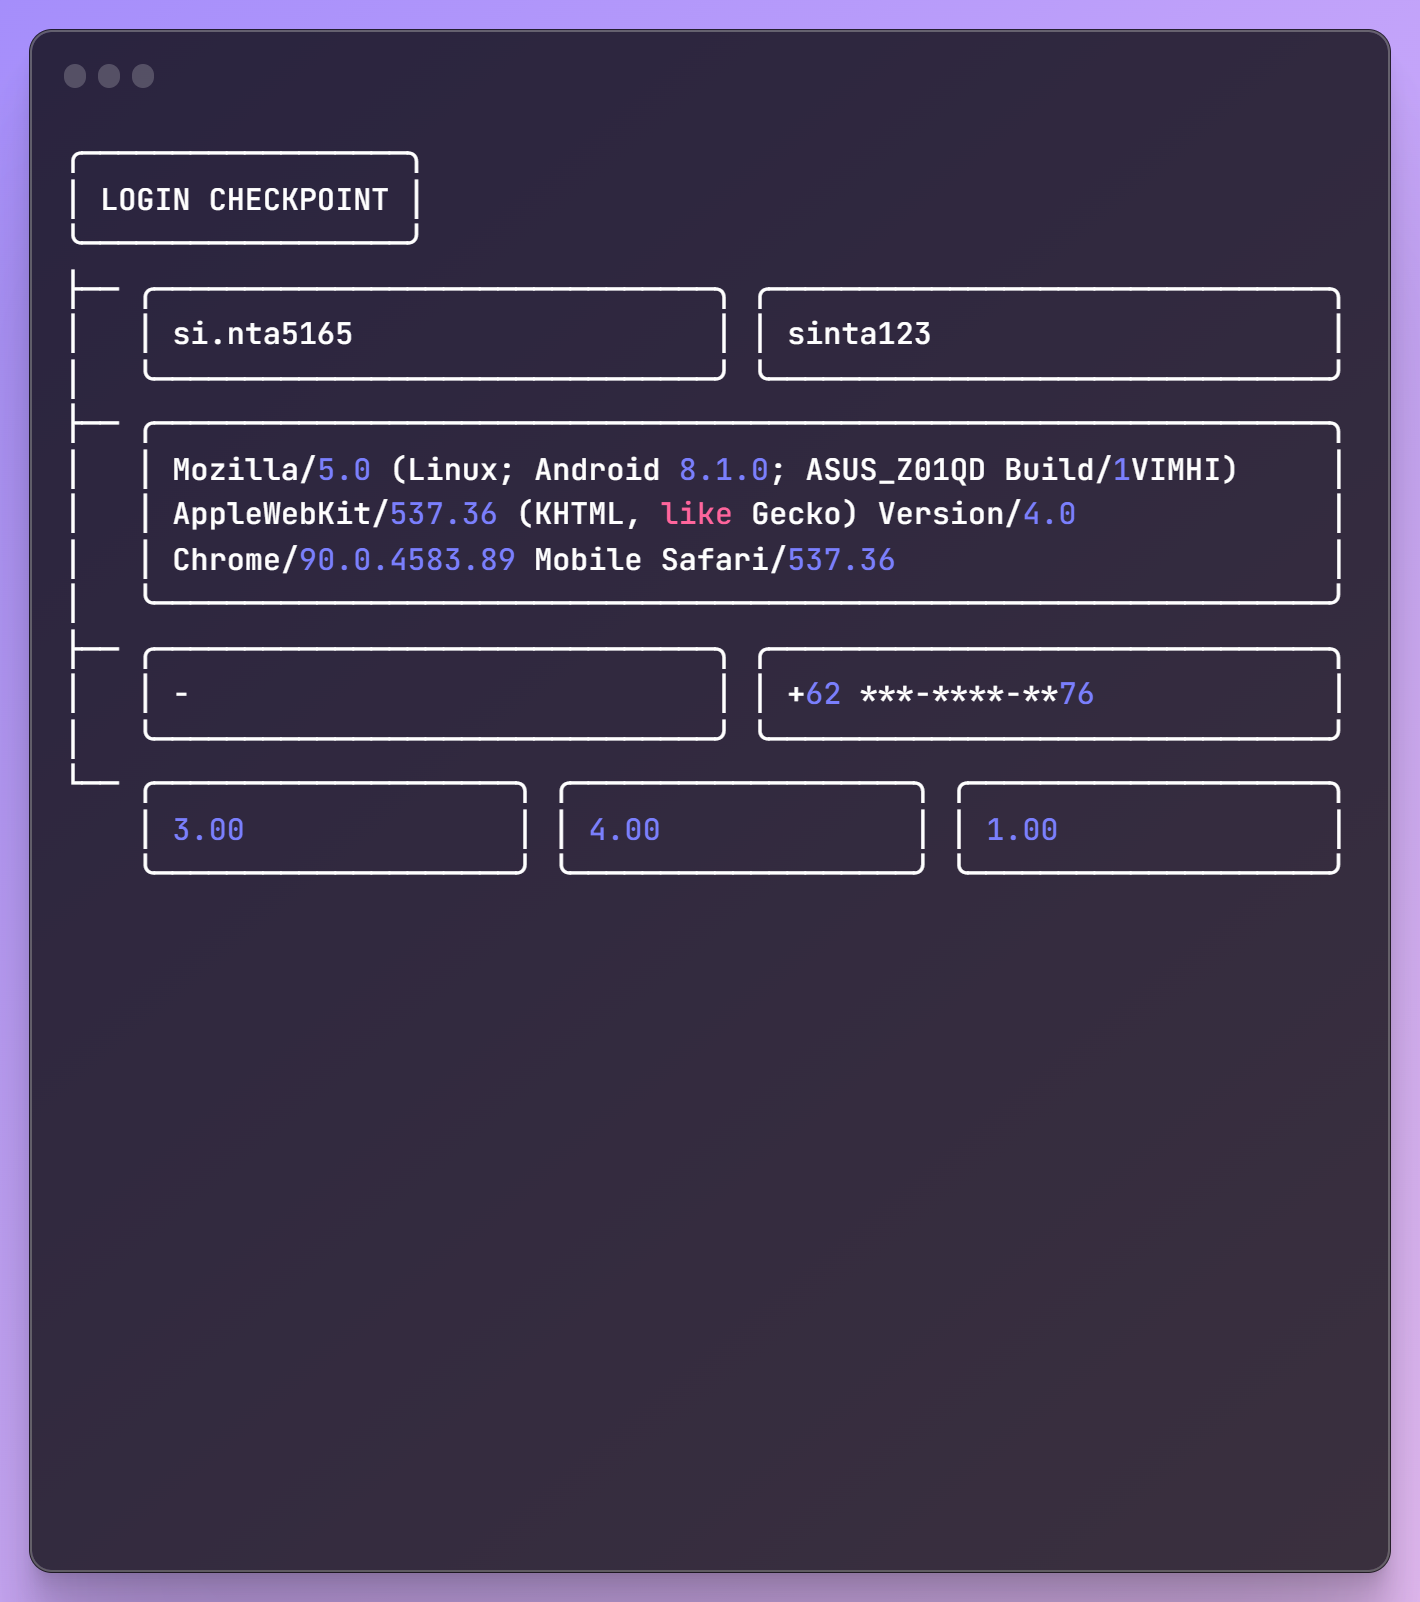 LOGIN CHECKPOINT
si.nta5165
sinta123
Mozilla/5.0 (Linux; Android 8.1.0; ASUS_Z01QD Build/1VIMHI)
AppleWebKit/537.36 (KHTML, like Gecko) Version/4.0
Chrome/90.0.4583.89 Mobile Safari/537.36
-
+62 ***-****-**76
3.00
4.00
1.00